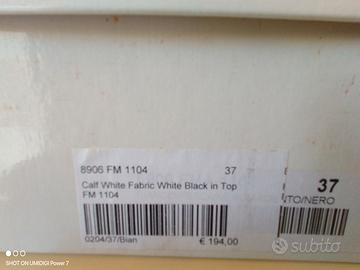 8906 FM 1104 37
Calf White Fabric White Black in Top
FM 1104
0204/37/Bian € 194,00
37
NTO/NERO
SHOT ON UMIDIGI Power 7
subito